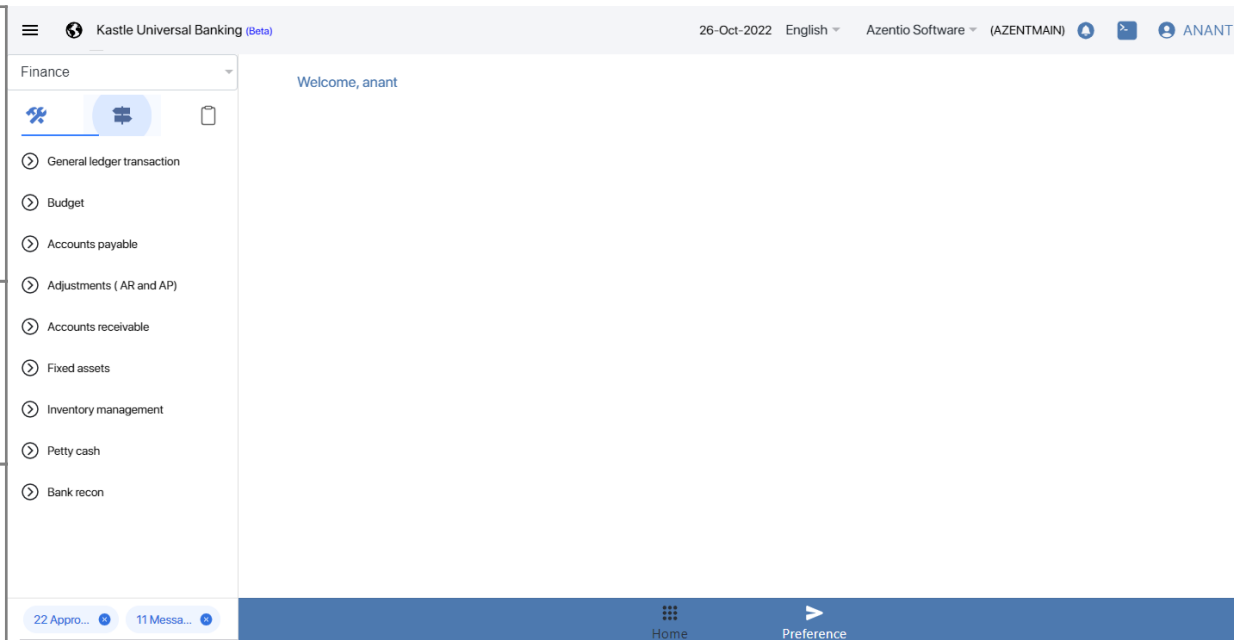 Kastle Universal Banking (Beta) 26-Oct-2022 English Azentio Software (AZENTMAIN) ANANT
Finance
Welcome, anant
General ledger transaction
Budget
Accounts payable
Adjustments ( AR and AP)
Accounts receivable
Fixed assets
Inventory management
Petty cash
Bank recon
22 Appro... 11 Messa...
Home Preference